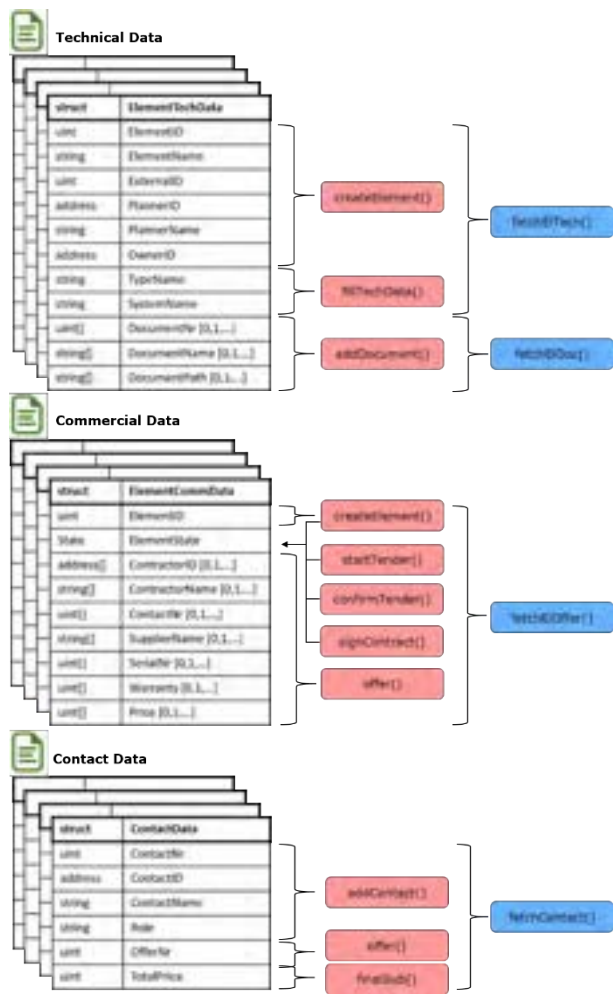 Technical Data
struct ElementTechData
uint ElementID
string ElementName
uint ExternalID
address PlannerID
string PlannerName
address OwnerID
string TypeName
string SystemName
uint[] DocumentNr [0,1,...]
string[] DocumentName [0,1,...]
string[] DocumentPath [0,1,...]
createElement()
fillTechData()
addDocument()
fetchElTech()
fetchElDoc()
Commercial Data
struct ElementCommData
uint ElementID
State ElementState
address[] ContractorID [0,1,...]
string[] ContractorName [0,1,...]
uint[] ContactNr [0,1,...]
string[] SupplierName [0,1,...]
uint[] SerialNr [0,1,...]
uint[] Warranty [0,1,...]
uint[] Price [0,1,...]
createElement()
startTender()
confirmTender()
signContract()
offer()
fetchElOffer()
Contact Data
struct ContactData
uint ContactNr
address ContactID
string ContactName
string Role
uint OfferNr
uint TotalPrice
addContact()
offer()
fetchContact()